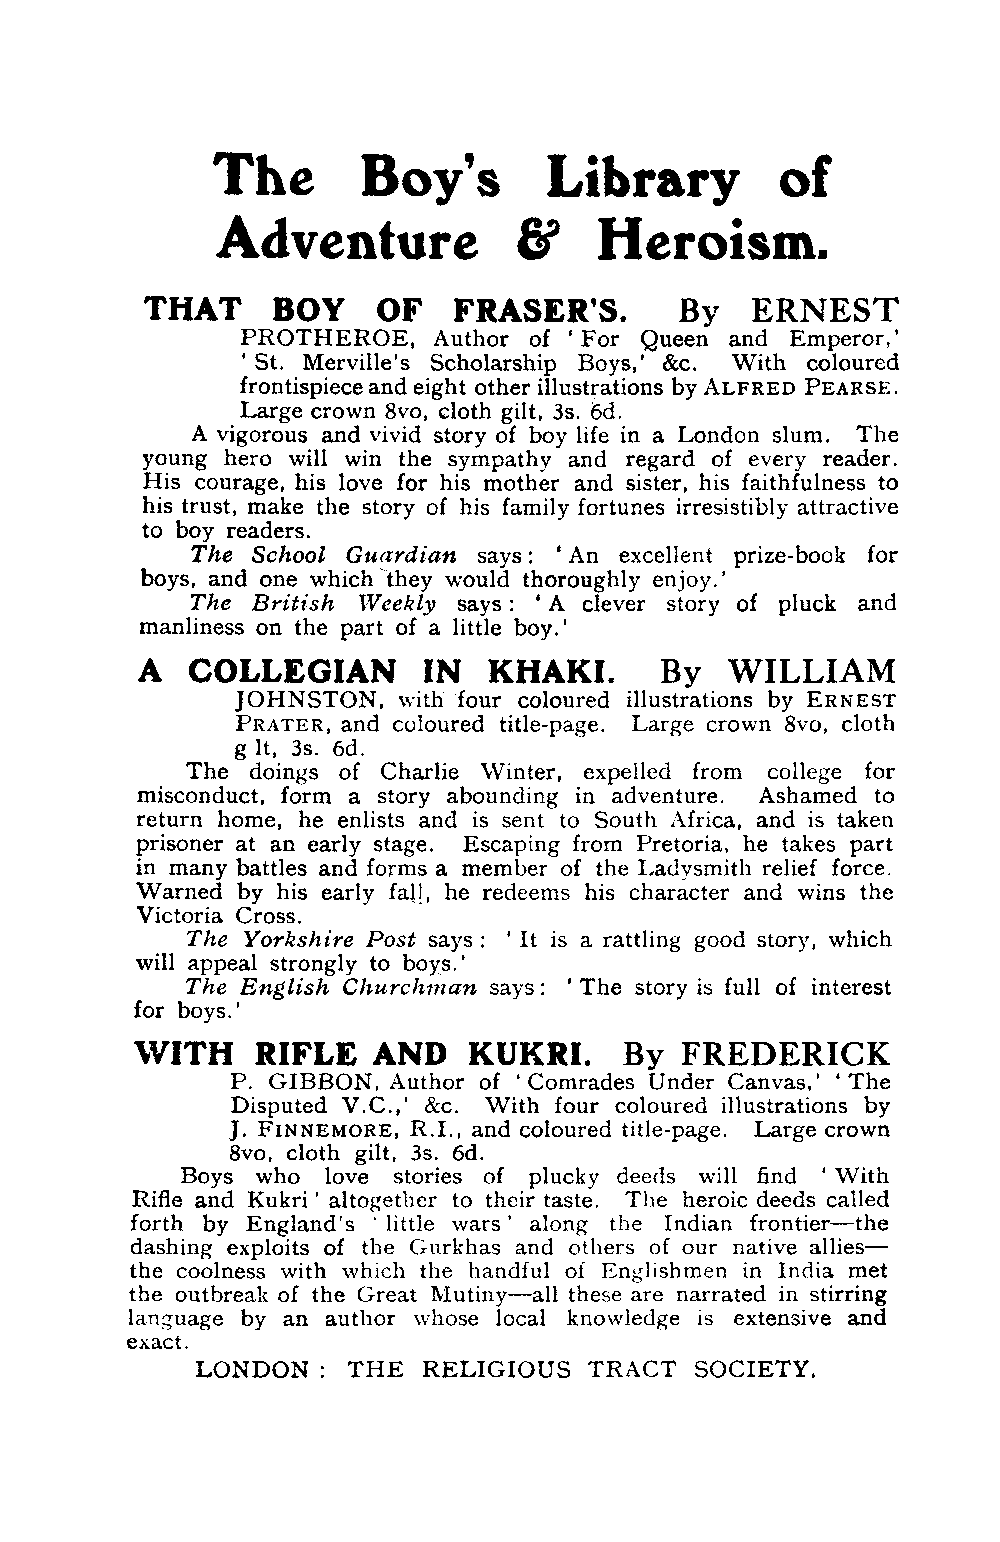 The Boy's Library of
Adventure & Heroism.
THAT BOY OF FRASER'S. By ERNEST
PROTHEROE, Author of 'For Queen and Emperor,'
'St. Merville's Scholarship Boys,' &c. With coloured
frontispiece and eight other illustrations by ALFRED PEARSE.
Large crown 8vo, cloth gilt, 3s. 6d.
A vigorous and vivid story of boy life in a London slum. The
young hero will win the sympathy and regard of every reader.
His courage, his love for his mother and sister, his faithfulness to
his trust, make the story of his family fortunes irresistibly attractive
to boy readers.
The School Guardian says: 'An excellent prize-book for
boys, and one which they would thoroughly enjoy.'
The British Weekly says: 'A clever story of pluck and
manliness on the part of a little boy.'
A COLLEGIAN IN KHAKI. By WILLIAM
JOHNSTON, with four coloured illustrations by ERNEST
PRATER, and coloured title-page. Large crown 8vo, cloth
g lt, 3s. 6d.
The doings of Charlie Winter, expelled from college for
misconduct, form a story abounding in adventure. Ashamed to
return home, he enlists and is sent to South Africa, and is taken
prisoner at an early stage. Escaping from Pretoria, he takes part
in many battles and forms a member of the Ladysmith relief force.
Warned by his early fall, he redeems his character and wins the
Victoria Cross.
The Yorkshire Post says: 'It is a rattling good story, which
will appeal strongly to boys.'
The English Churchman says: 'The story is full of interest
for boys.'
WITH RIFLE AND KUKRI. By FREDERICK
P. GIBBON, Author of 'Comrades Under Canvas,' 'The
Disputed V.C.,' &c. With four coloured illustrations by
J. FINNEMORE, R.I., and coloured title-page. Large crown
8vo, cloth gilt, 3s. 6d.
Boys who love stories of plucky deeds will find 'With
Rifle and Kukri' altogether to their taste. The heroic deeds called
forth by England's 'little wars' along the Indian frontier—the
dashing exploits of the Gurkhas and others of our native allies—
the coolness with which the handful of Englishmen in India met
the outbreak of the Great Mutiny—all these are narrated in stirring
language by an author whose local knowledge is extensive and
exact.
LONDON: THE RELIGIOUS TRACT SOCIETY.